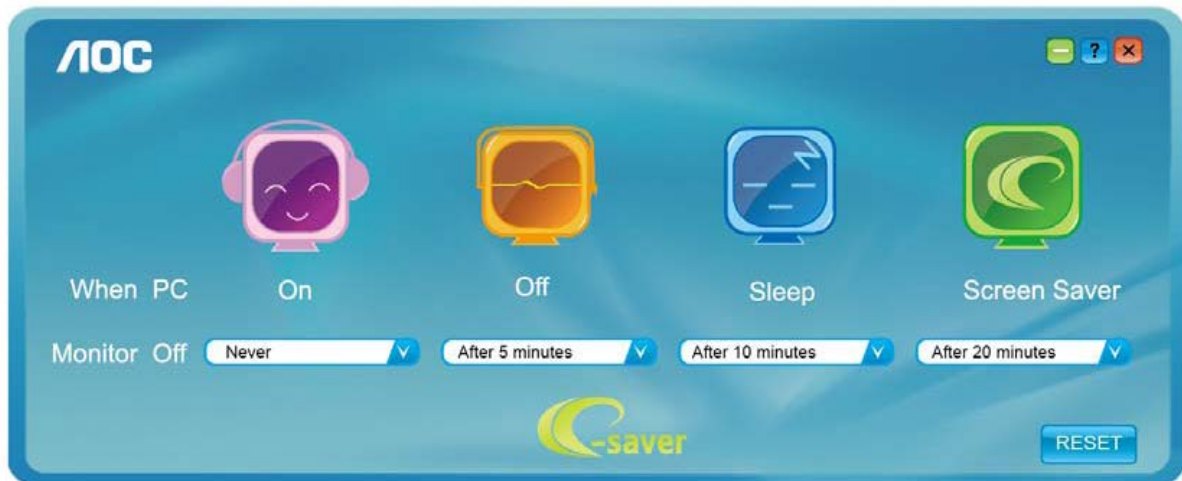 AOC
?
When PC On Off Sleep Screen Saver
Monitor Off Never After 5 minutes After 10 minutes After 20 minutes
e-saver
RESET